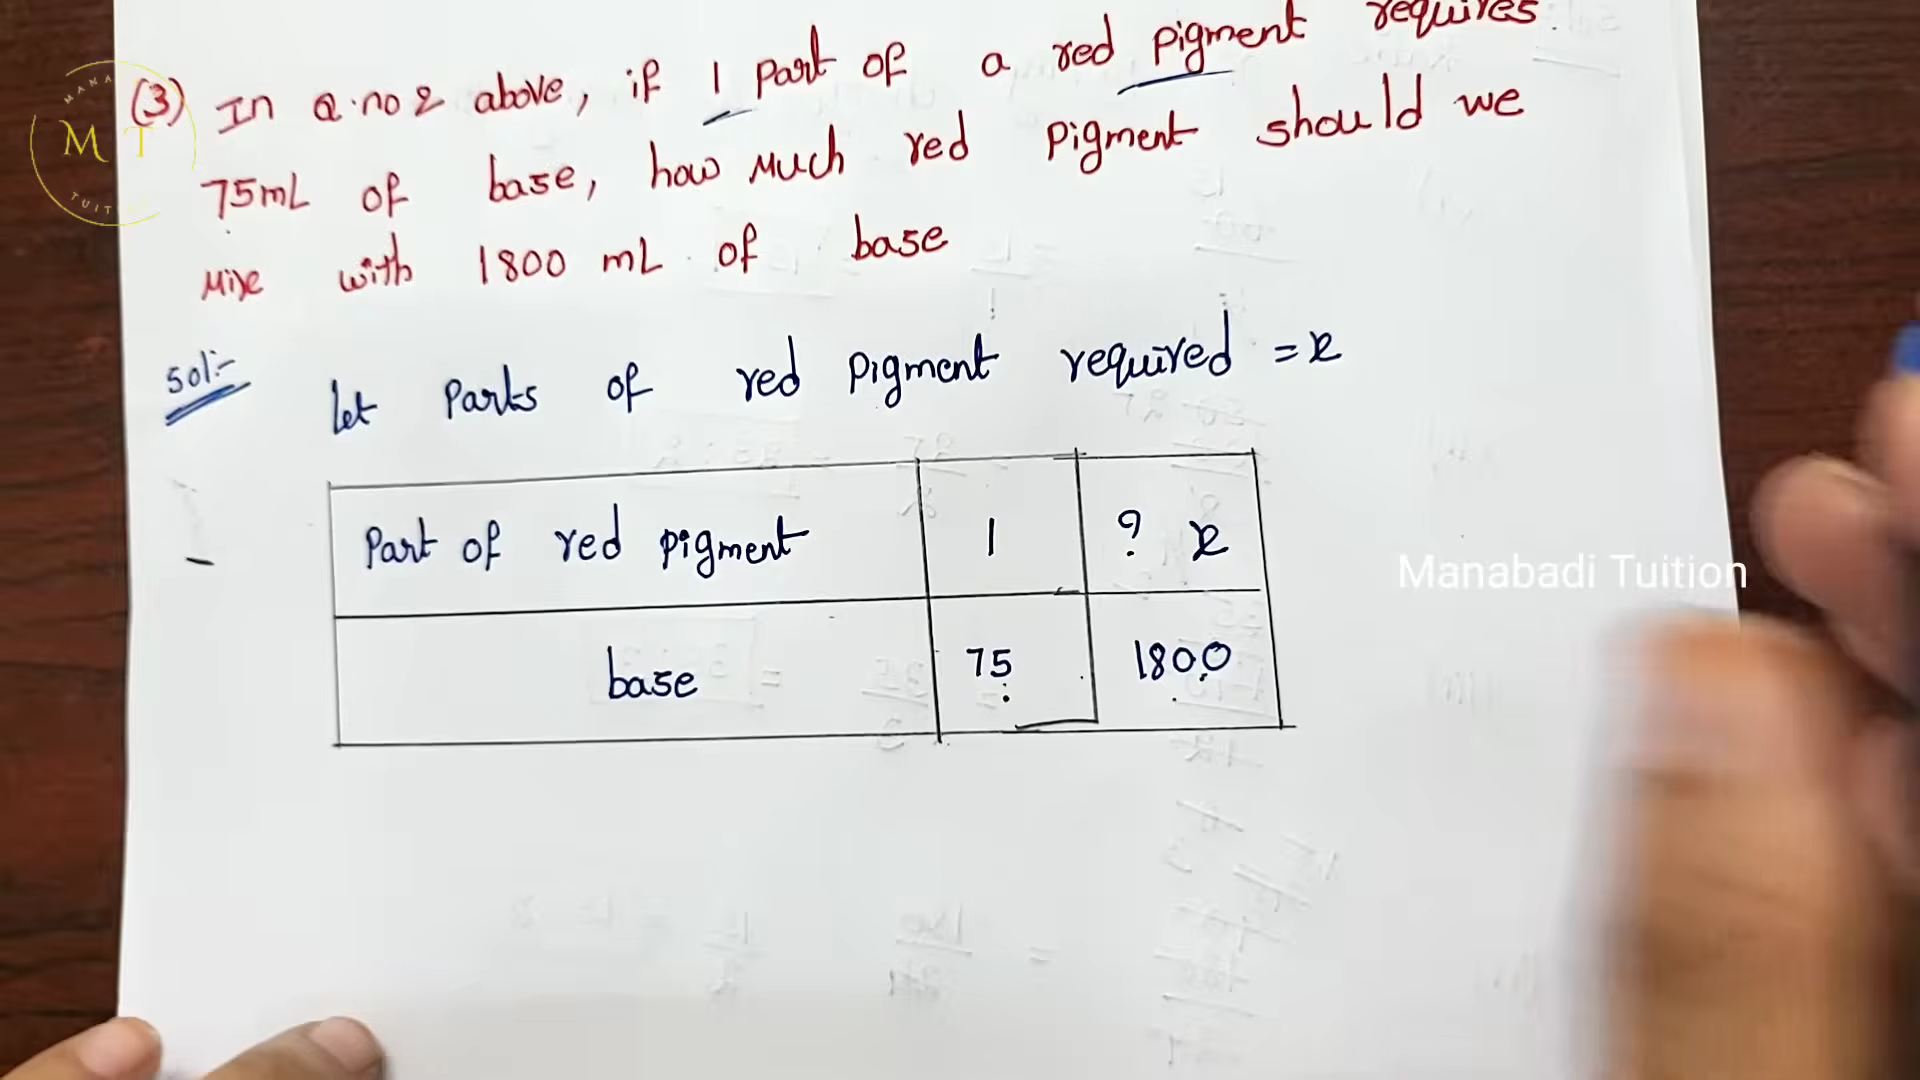 (3) In Q.no 2 above, if 1 part of a red pigment requires
75mL of base, how much red pigment should we
mix with 1800 mL of base
Sol:-
let parts of red pigment required = x
Part of red pigment 1 ? x
base 75 1800
MANA
M T
TUIT
Manabadi Tuition